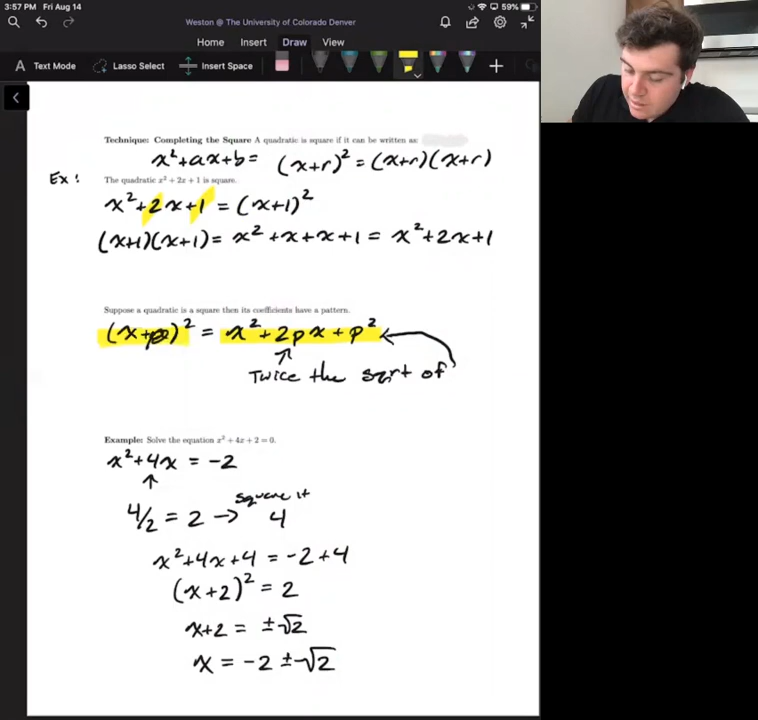 3:57 PM Fri Aug 14
59%
Weston @ The University of Colorado Denver
Home Insert Draw View
Text Mode Lasso Select Insert Space
Technique: Completing the Square A quadratic is square if it can be written as:
x²+ax+b = (x+r)² = (x+r)(x+r)
Ex:
The quadratic x² + 2x + 1 is square.
x²+2x+1 = (x+1)²
(x+1)(x+1) = x²+x+x+1 = x²+2x+1
Suppose a quadratic is a square then its coefficients have a pattern.
(x+p)² = x²+2px+p²
Twice the sqrt of
Example: Solve the equation x² + 4x + 2 = 0.
x²+4x = -2
square it
4/2 = 2 → 4
x²+4x+4 = -2+4
(x+2)² = 2
x+2 = ±√2
x = -2 ±√2